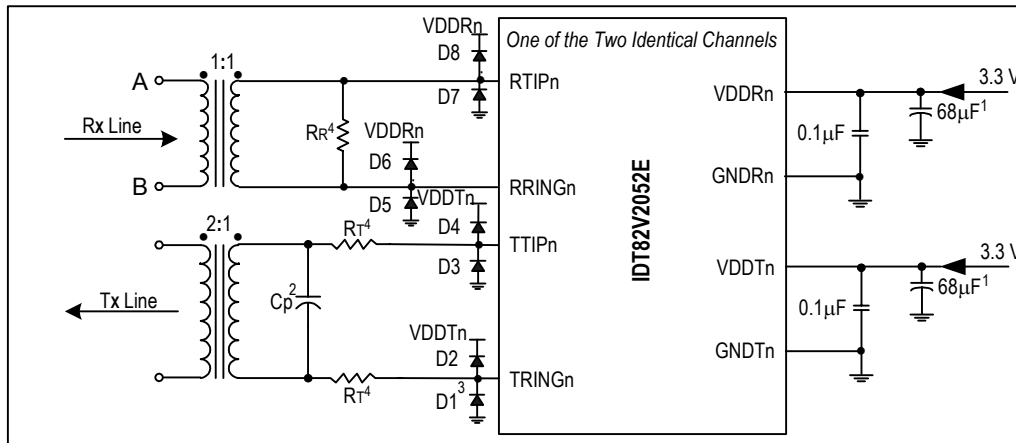 One of the Two Identical Channels
VDDRn
D8
1:1
A
RTIPn
D7
Rx Line
RR4
VDDRn
D6
B
RRINGn
D5
VDDTn
D4
2:1
RT4
TTIPn
D3
Cp2
Tx Line
VDDTn
D2
TRINGn
RT4
D13
IDT82V2052E
VDDRn
3.3 V
68μF1
0.1μF
GNDRn
VDDTn
3.3 V
68μF1
0.1μF
GNDTn